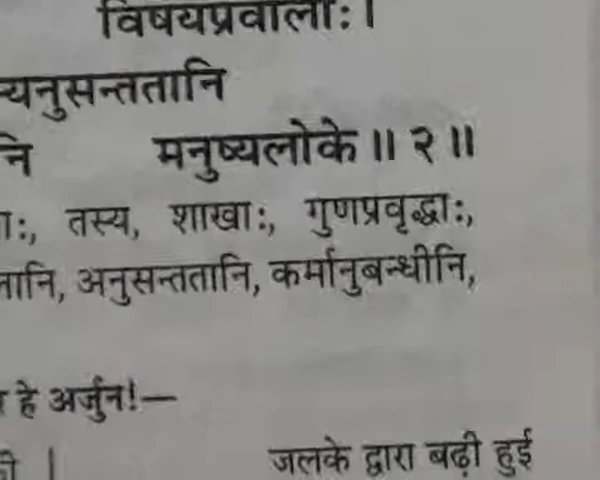 विषयप्रवालाः।
न्यनुसन्ततानि
नि मनुष्यलोके॥२॥
ाः, तस्य, शाखाः, गुणप्रवृद्धाः,
लानि, अनुसन्ततानि, कर्मानुबन्धीनि,
हे अर्जुन!—
की | जलके द्वारा बढ़ी हुई